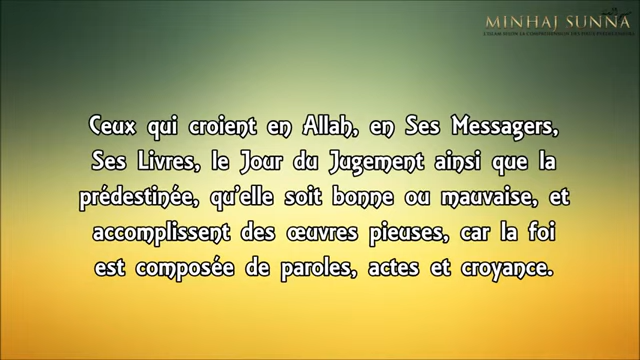 MINHAJ SUNNA
Ceux qui croient en Allah, en Ses Messagers,
Ses Livres, le Jour du Jugement ainsi que la
prédestinée, qu'elle soit bonne ou mauvaise, et
accomplissent des œuvres pieuses, car la foi
est composée de paroles, actes et croyance.